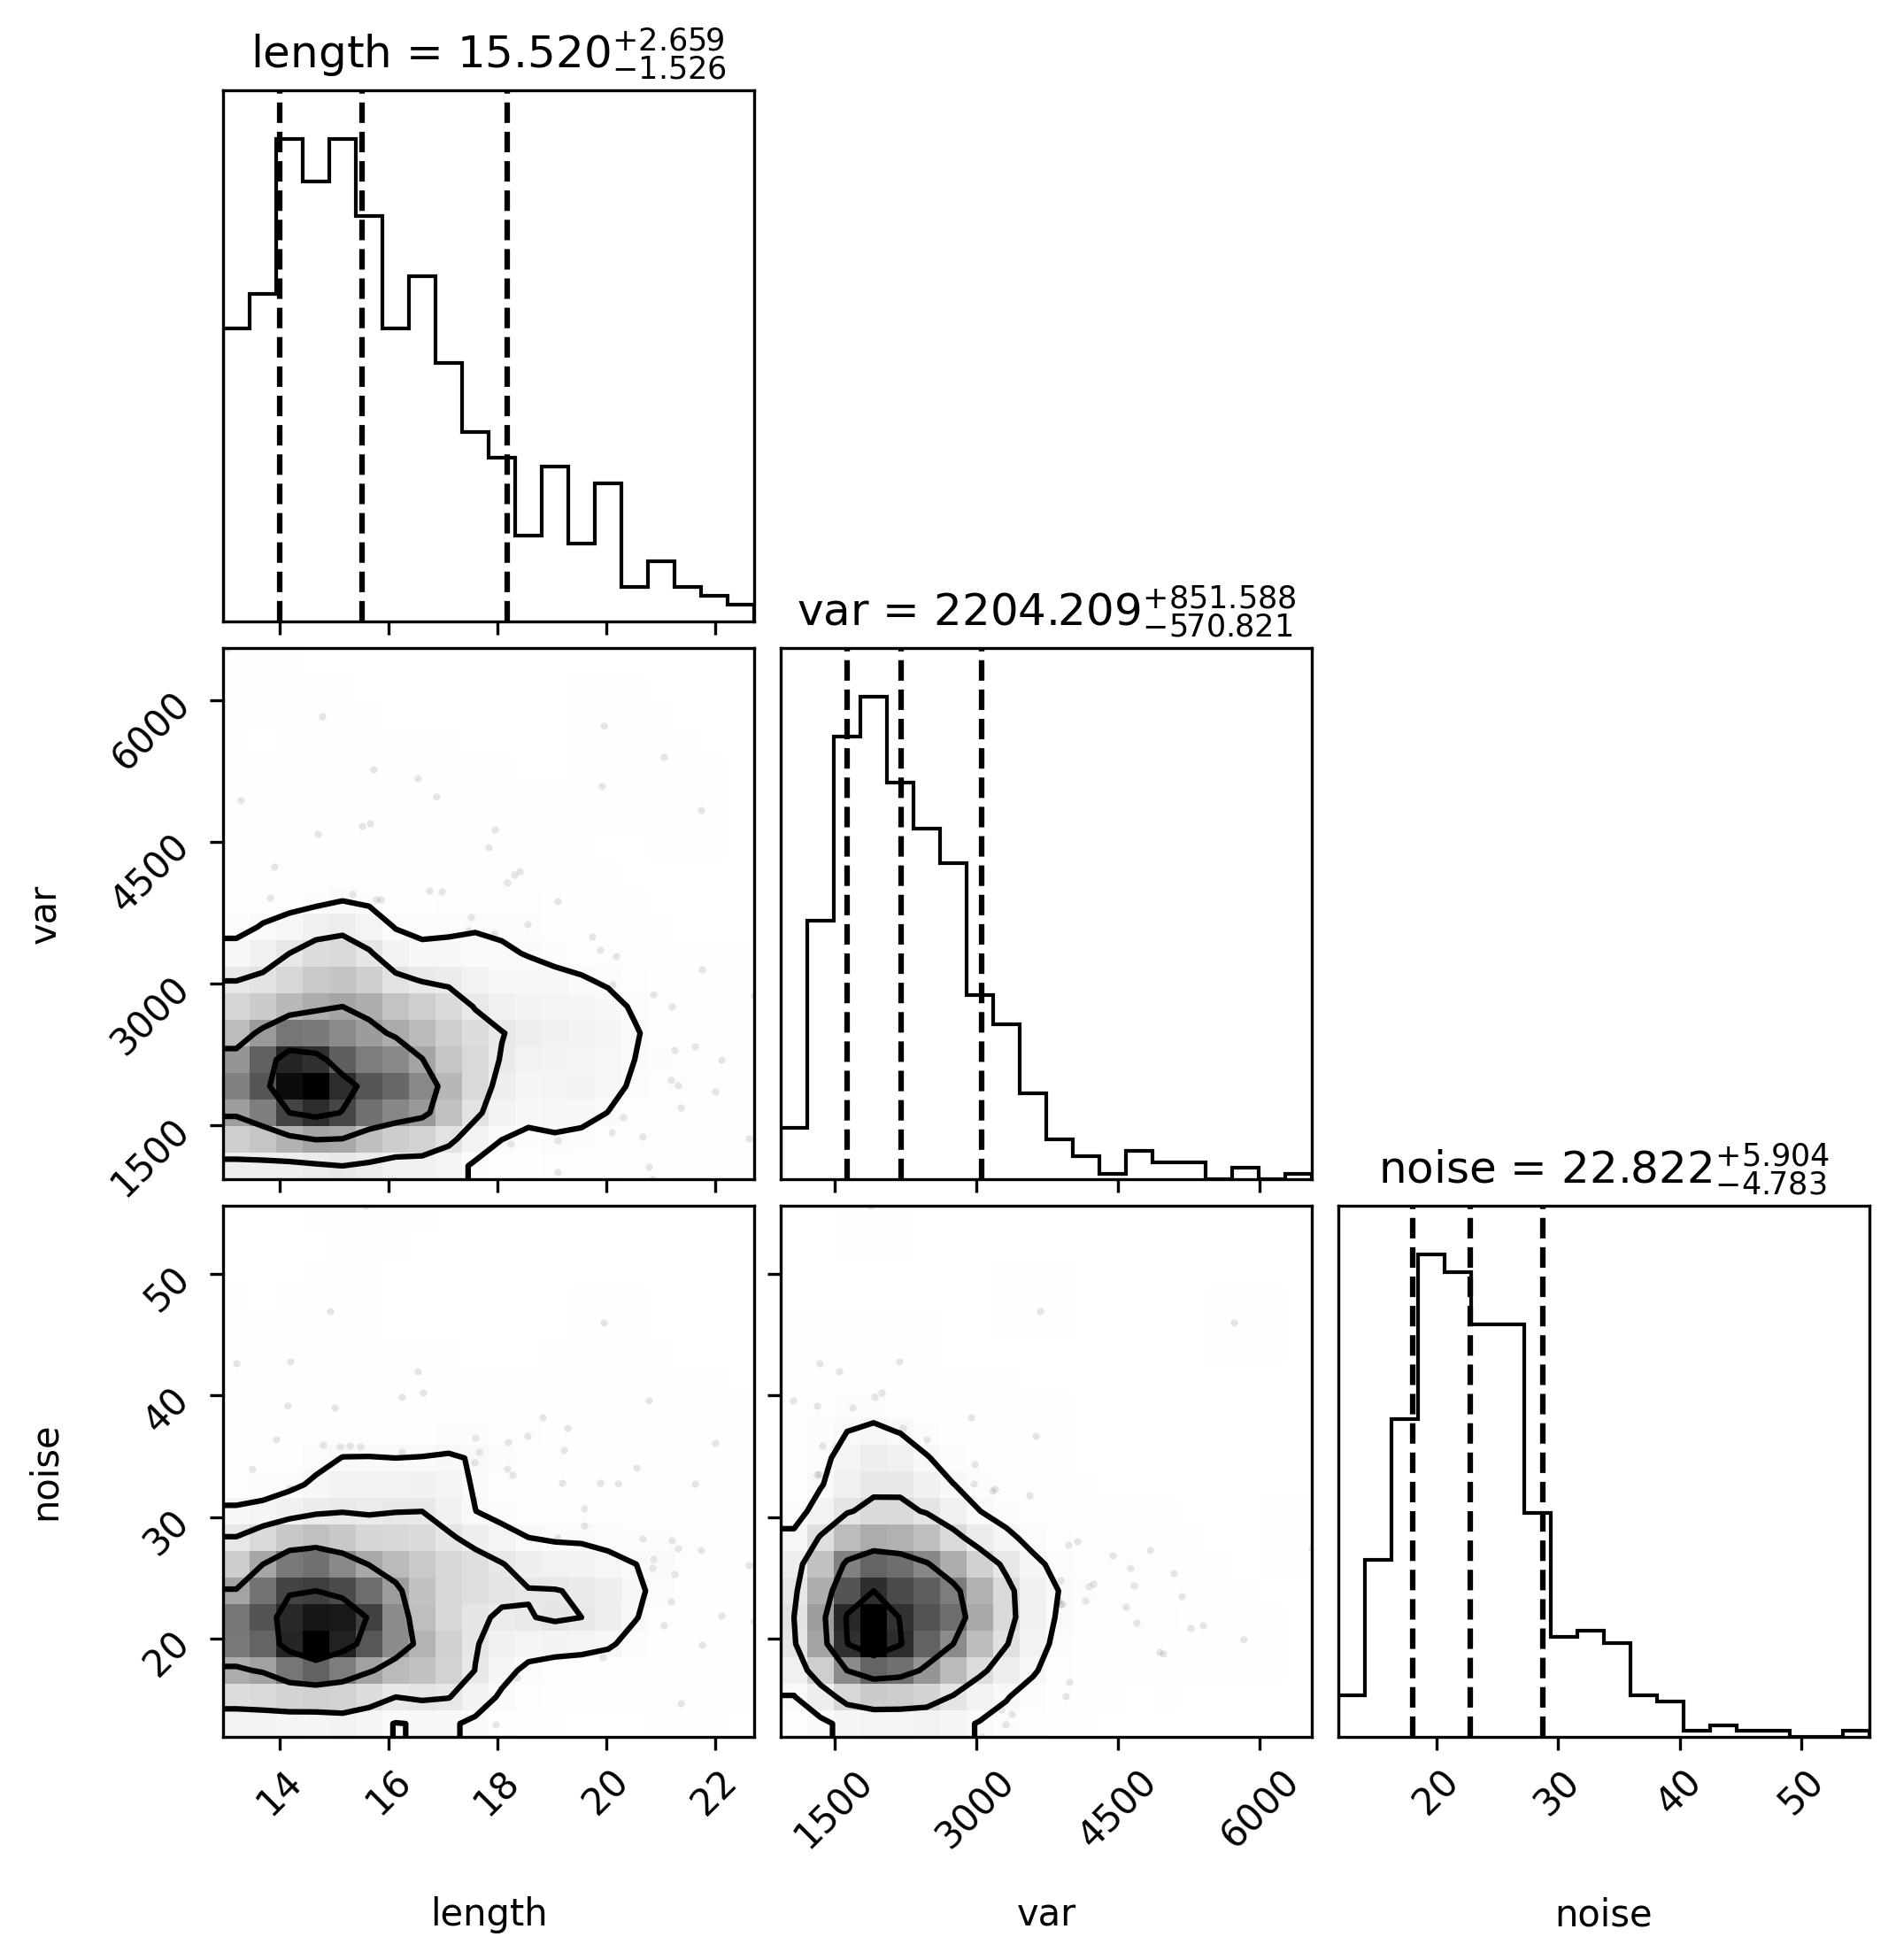 length = 15.520+2.659−1.526
var = 2204.209+851.588−570.821
6000
4500
3000
1500
var
noise = 22.822+5.904−4.783
50
40
30
20
noise
14 16 18 20 22 1500 3000 4500 6000 20 30 40 50
length var noise